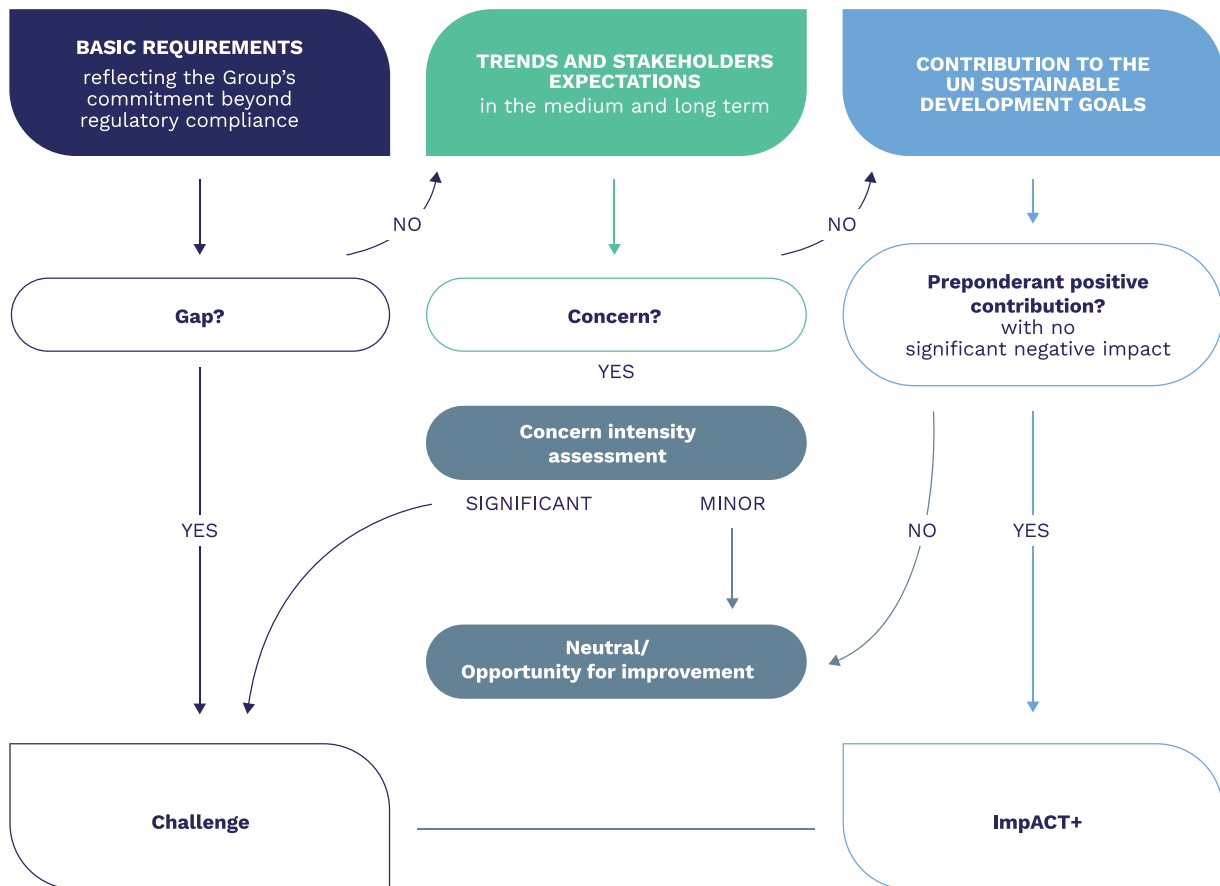 BASIC REQUIREMENTS
reflecting the Group's
commitment beyond
regulatory compliance
TRENDS AND STAKEHOLDERS
EXPECTATIONS
in the medium and long term
CONTRIBUTION TO THE
UN SUSTAINABLE
DEVELOPMENT GOALS
NO
NO
Gap?
Concern?
Preponderant positive
contribution?
with no
significant negative impact
YES
Concern intensity
assessment
SIGNIFICANT
MINOR
YES
NO
YES
Neutral/
Opportunity for improvement
Challenge
ImpACT+